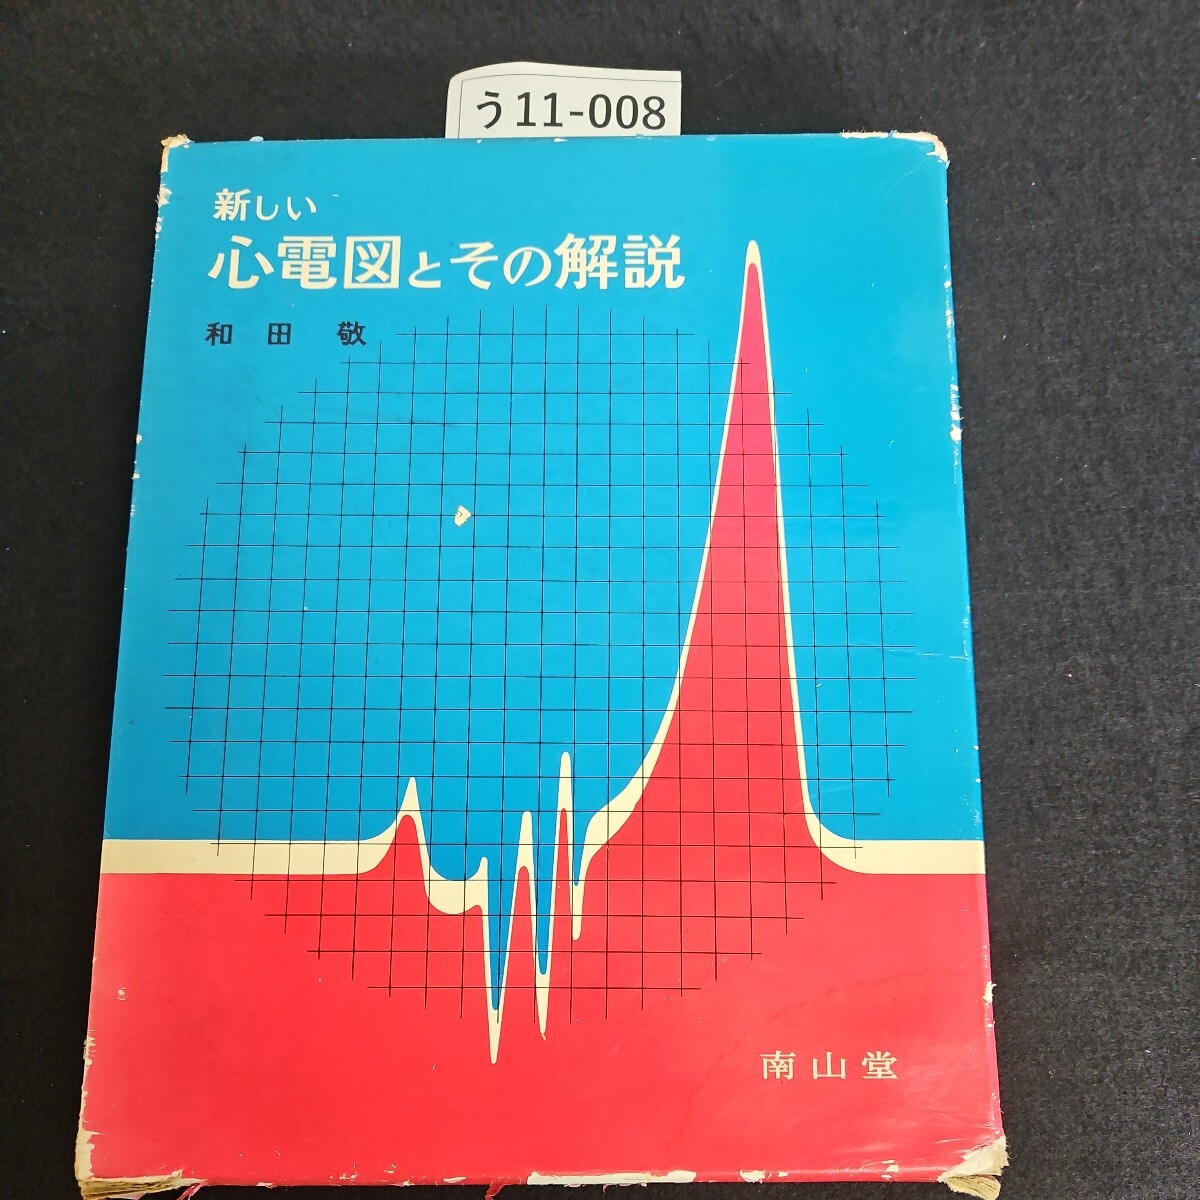 う11-008
新しい
心電図とその解説
和田 敬
南山堂